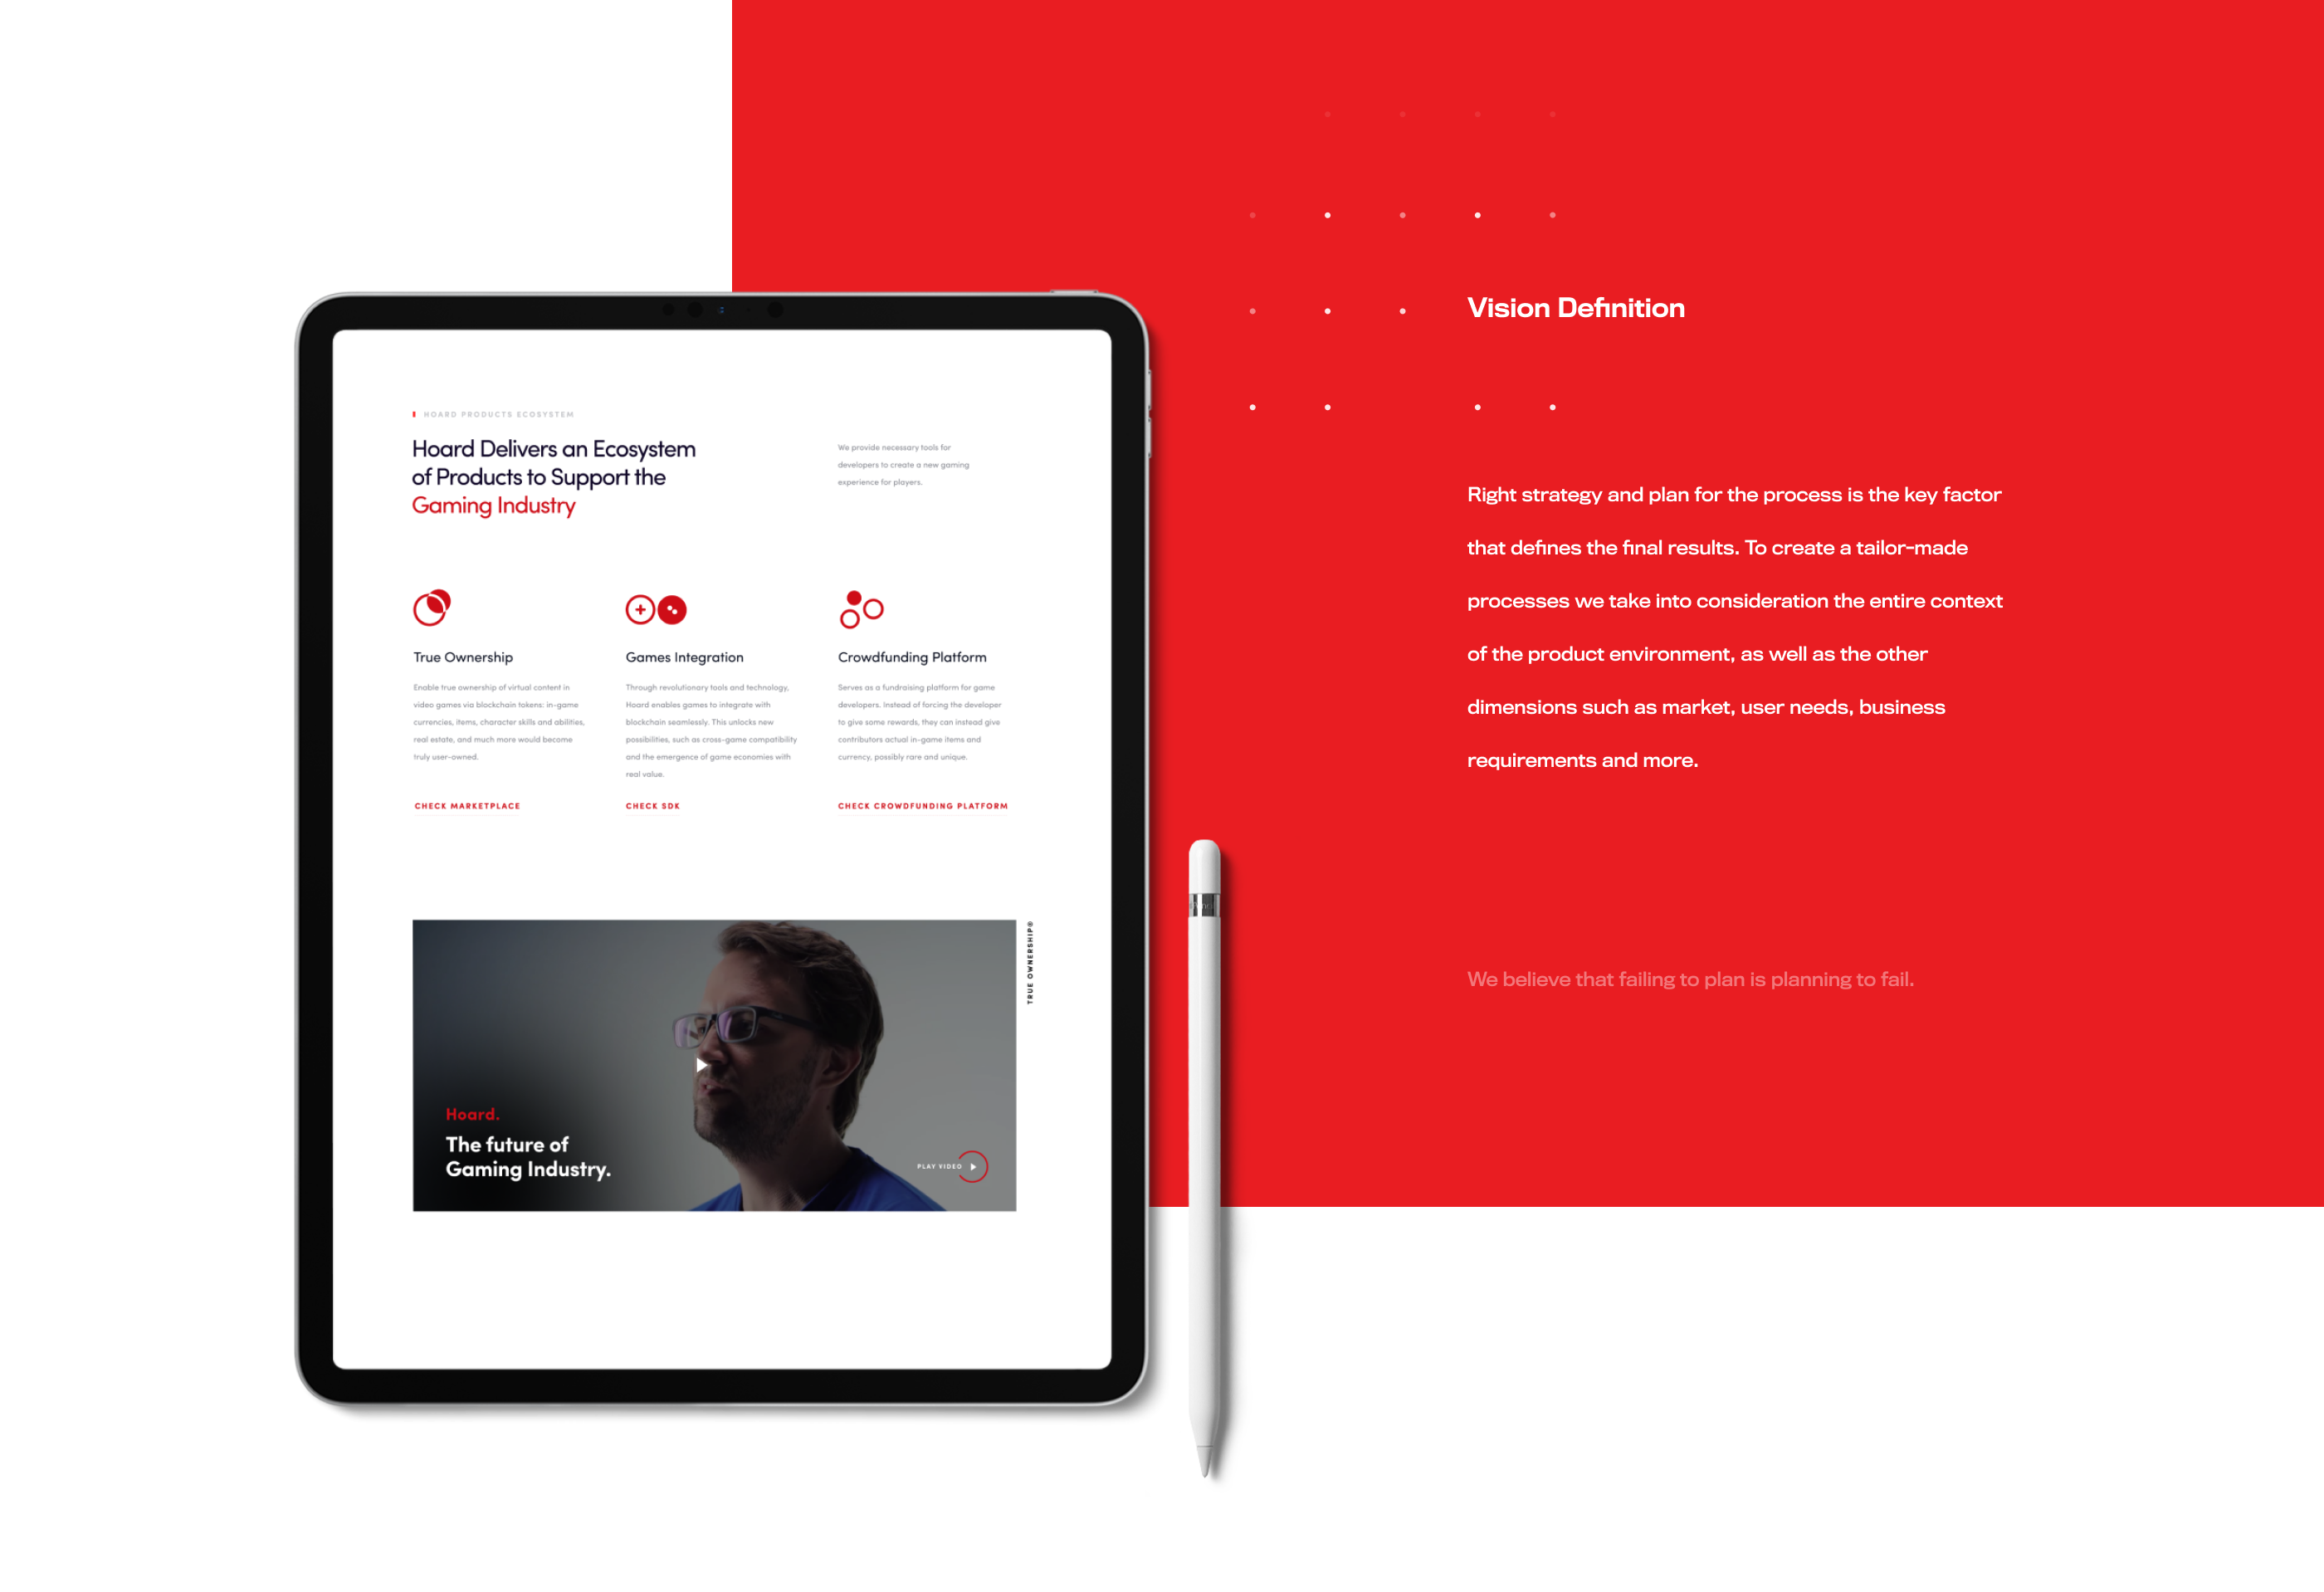 HOARD PRODUCTS ECOSYSTEM
Hoard Delivers an Ecosystem
of Products to Support the
Gaming Industry
We provide necessary tools for
developers to create a new gaming
experience for players.
True Ownership
Enable true ownership of virtual content in
video games via blockchain tokens: in-game
currencies, items, character skills and abilities,
real estate, and much more would become
truly user-owned.
CHECK MARKETPLACE
Games Integration
Through revolutionary tools and technology,
Hoard enables games to integrate with
blockchain seamlessly. This unlocks new
possibilities, such as cross-game compatibility
and the emergence of game economies with
real value.
CHECK SDK
Crowdfunding Platform
Serves as a fundraising platform for game
developers. Instead of forcing the developer
to give some rewards, they can instead give
contributors actual in-game items and
currency, possibly rare and unique.
CHECK CROWDFUNDING PLATFORM
TRUE OWNERSHIP®
Hoard.
The future of
Gaming Industry.
PLAY VIDEO
Vision Definition
Right strategy and plan for the process is the key factor
that defines the final results. To create a tailor-made
processes we take into consideration the entire context
of the product environment, as well as the other
dimensions such as market, user needs, business
requirements and more.
We believe that failing to plan is planning to fail.